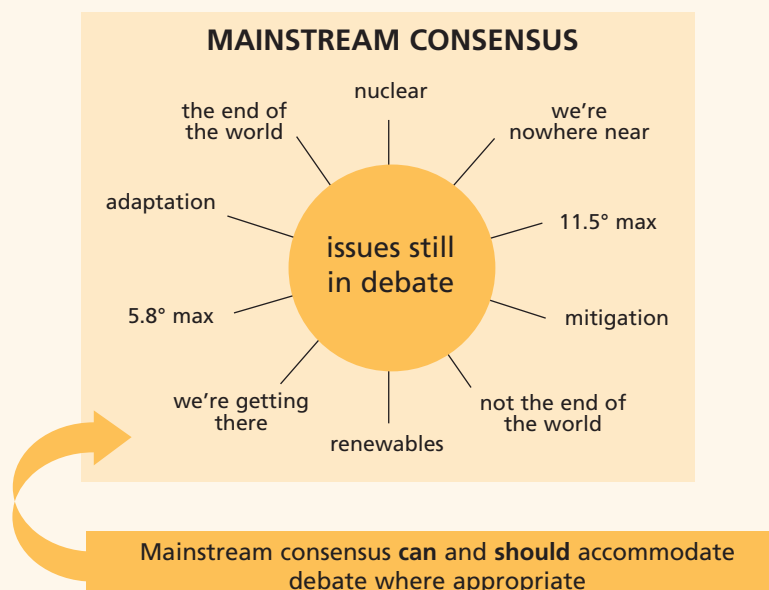 MAINSTREAM CONSENSUS
nuclear
the end of
the world
we’re
nowhere near
adaptation
11.5° max
issues still
in debate
5.8° max
mitigation
we’re getting
there
not the end of
the world
renewables
Mainstream consensus can and should accommodate
debate where appropriate